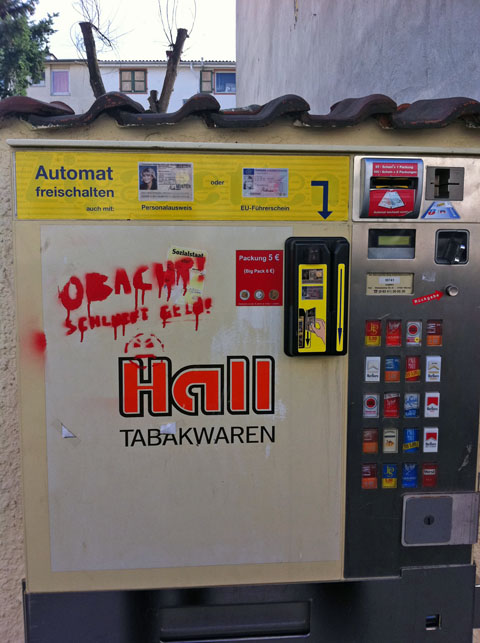 Automat
freischalten
auch mit:
Personalausweis
oder
EU-Führerschein
OBACHT!
SCHLUCKT GELD!
Sozialstaat
Packung 5 €
(Big Pack 6 €)
Hall
TABAKWAREN
Rückgabe